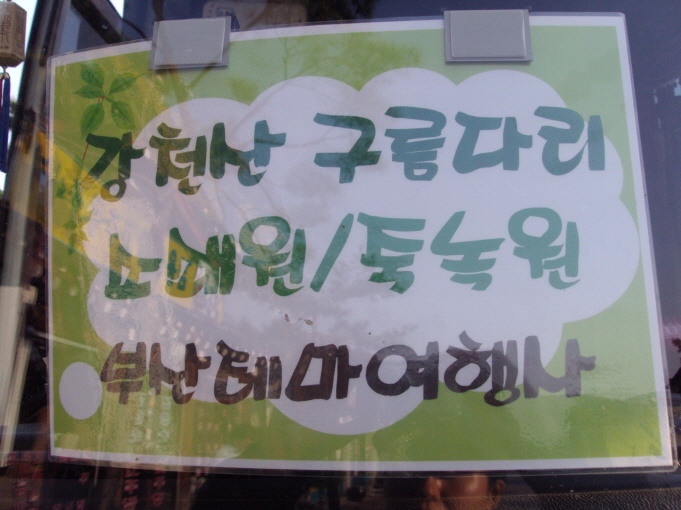 강천산 구름다리
소쇄원/죽녹원
부산테마여행사